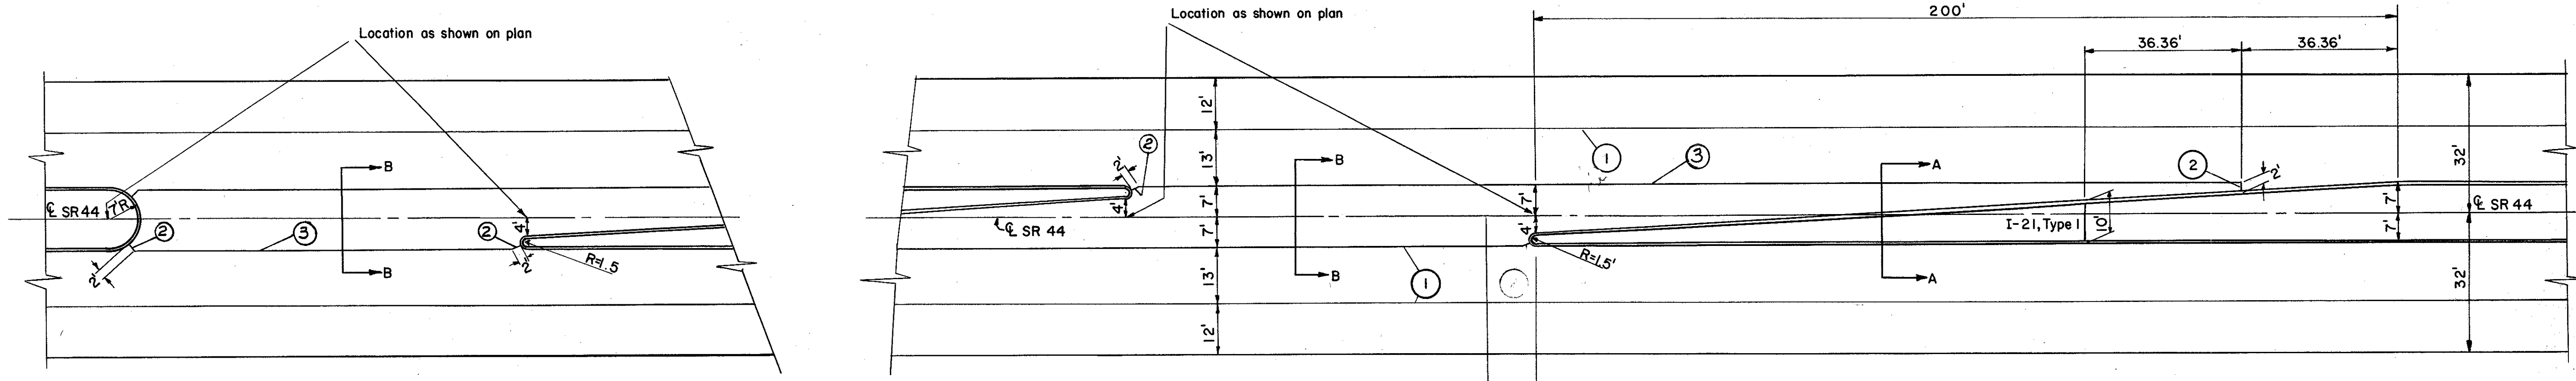 Location as shown on plan
B
B
℄ SR 44
7'R
2'
2
3
2
4'
2'
R=1.5
Location as shown on plan
200'
36.36'
36.36'
12'
13'
7'
7'
13'
12'
2
2'
4'
℄ SR 44
B
B
1
3
1
7'
4'
R=1.5'
A
A
2
2'
I-21, Type 1
10'
7'
7'
32'
32'
℄ SR 44